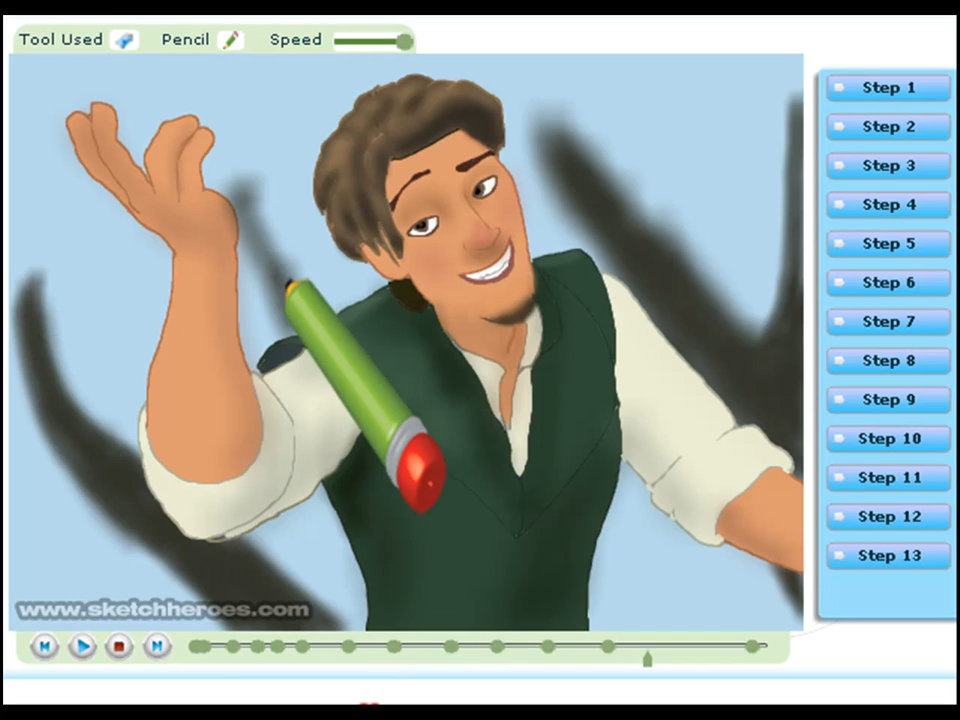 Tool Used Pencil Speed
Step 1
Step 2
Step 3
Step 4
Step 5
Step 6
Step 7
Step 8
Step 9
Step 10
Step 11
Step 12
Step 13
www.sketchheroes.com